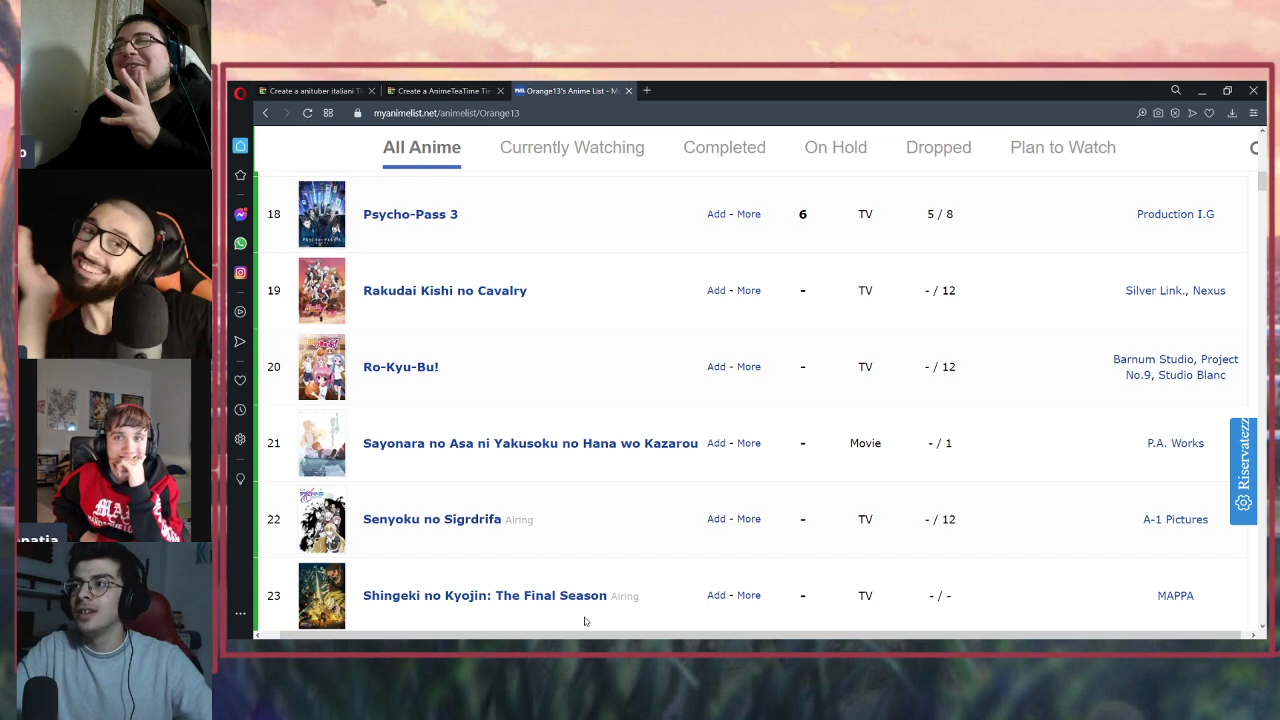 Create a anituber italiani Ti
Create a AnimeTeaTime Tie
Orange13's Anime List - My
myanimelist.net/animelist/Orange13
All Anime
Currently Watching
Completed
On Hold
Dropped
Plan to Watch
18 Psycho-Pass 3 Add - More 6 TV 5 / 8 Production I.G
19 Rakudai Kishi no Cavalry Add - More - TV - / 12 Silver Link., Nexus
20 Ro-Kyu-Bu! Add - More - TV - / 12 Barnum Studio, Project
No.9, Studio Blanc
21 Sayonara no Asa ni Yakusoku no Hana wo Kazarou Add - More - Movie - / 1 P.A. Works
22 Senyoku no Sigrdrifa Airing Add - More - TV - / 12 A-1 Pictures
23 Shingeki no Kyojin: The Final Season Airing Add - More - TV - / - MAPPA
Riservatezz